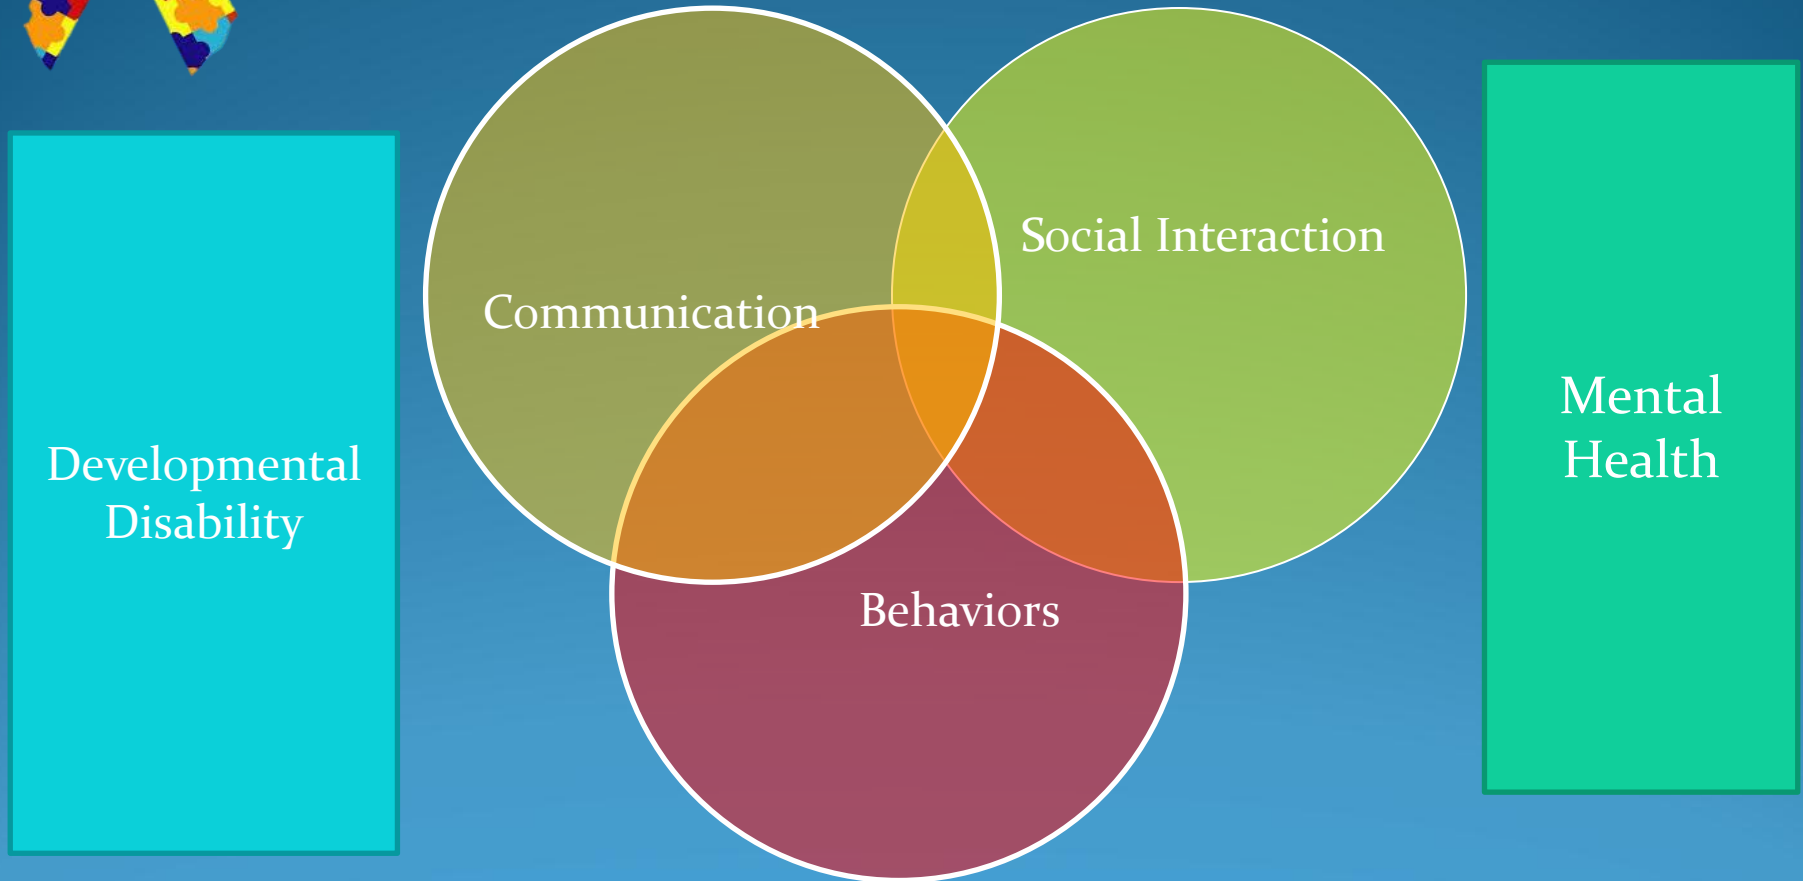 Social Interaction
Communication
Mental
Health
Developmental
Disability
Behaviors